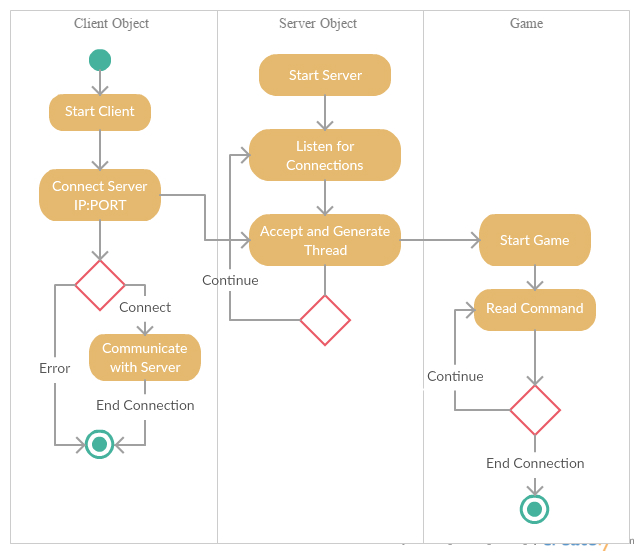 Client Object
Server Object
Game
Start Client
Connect Server
IP:PORT
Connect
Communicate
with Server
Error
End Connection
Start Server
Listen for
Connections
Accept and Generate
Thread
Continue
Start Game
Read Command
Continue
End Connection